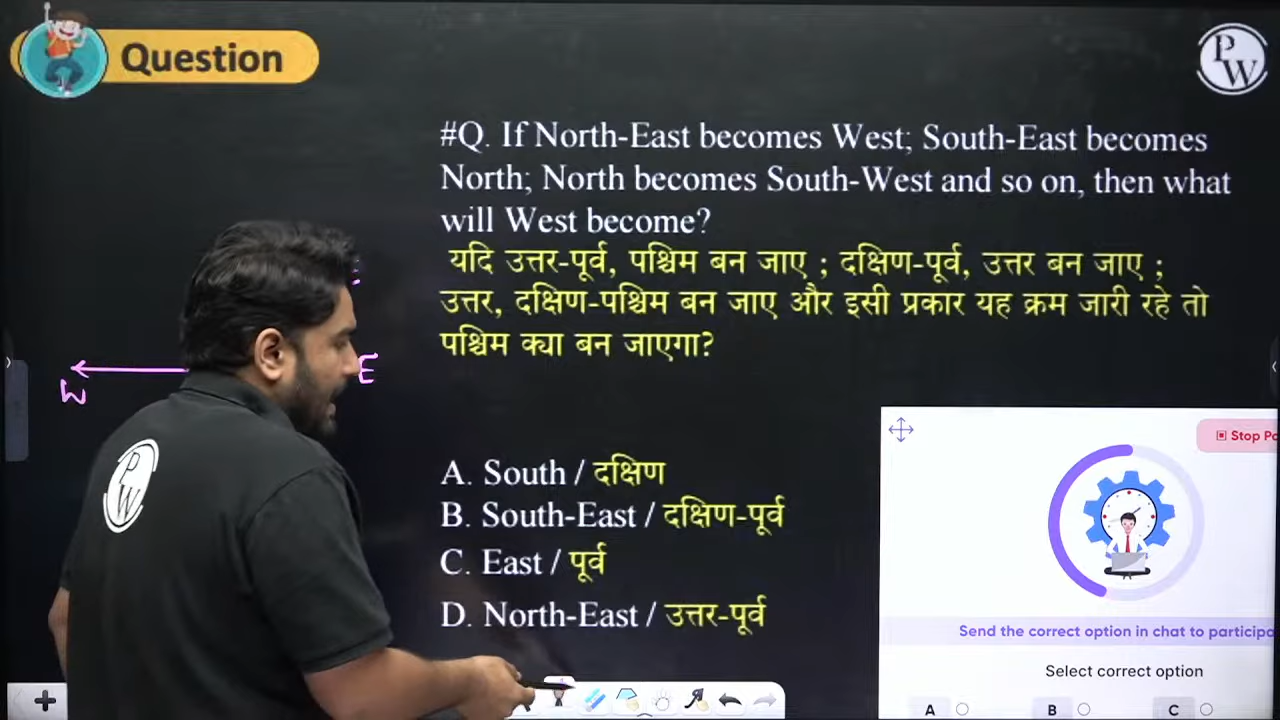 Question
PW
#Q. If North-East becomes West; South-East becomes
North; North becomes South-West and so on, then what
will West become?
यदि उत्तर-पूर्व, पश्चिम बन जाए ; दक्षिण-पूर्व, उत्तर बन जाए ;
उत्तर, दक्षिण-पश्चिम बन जाए और इसी प्रकार यह क्रम जारी रहे तो
पश्चिम क्या बन जाएगा?
W
E
A. South / दक्षिण
B. South-East / दक्षिण-पूर्व
C. East / पूर्व
D. North-East / उत्तर-पूर्व
PW
Stop
Send the correct option in chat to
Select correct option
A
B
C